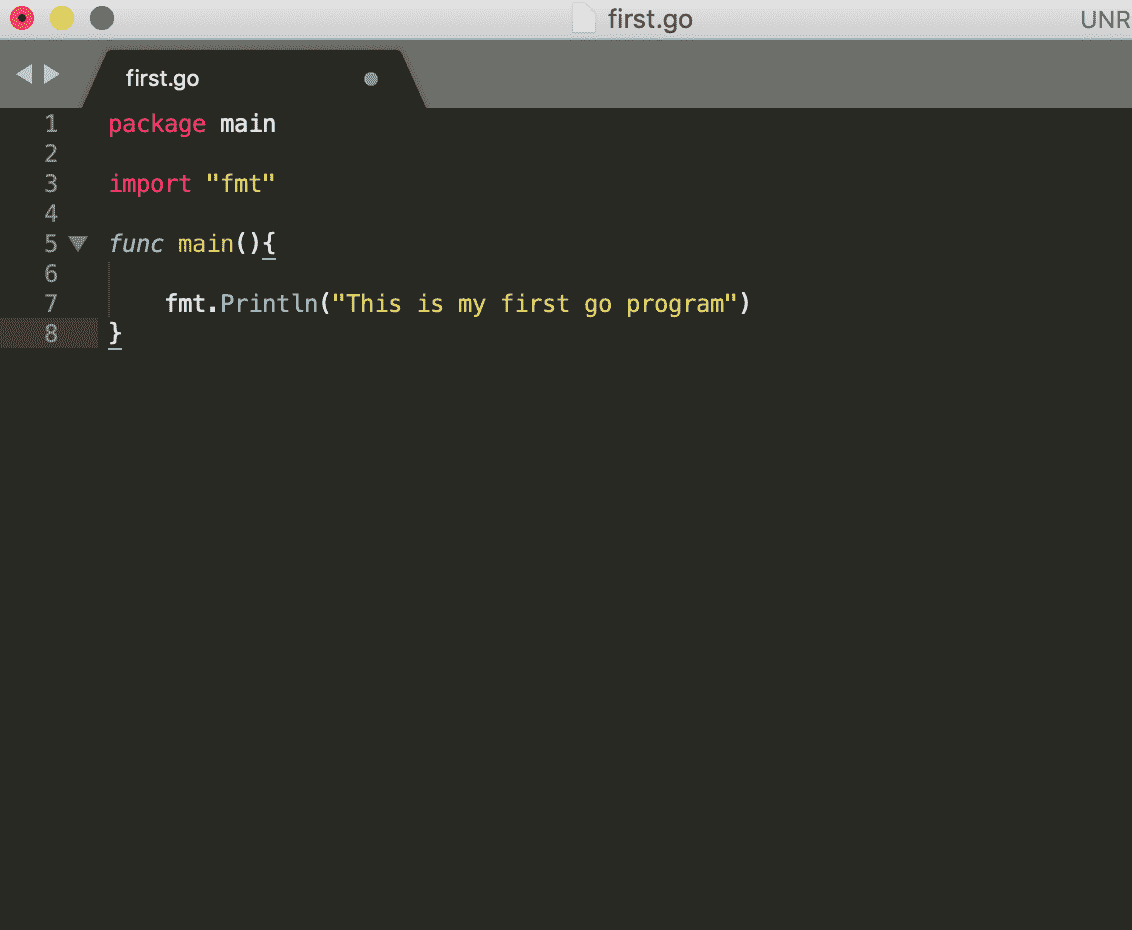 first.go
UNR
first.go
1 package main
2
3 import "fmt"
4
5 func main(){
6
7     fmt.Println("This is my first go program")
8 }